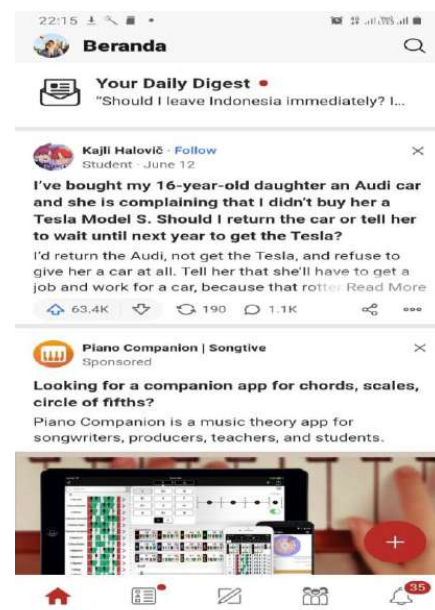 22:15
Beranda
Your Daily Digest
"Should I leave Indonesia immediately? I...
Kajli Halovič · Follow
Student · June 12
I've bought my 16-year-old daughter an Audi car
and she is complaining that I didn't buy her a
Tesla Model S. Should I return the car or tell her
to wait until next year to get the Tesla?
I'd return the Audi, not get the Tesla, and refuse to
give her a car at all. Tell her that she'll have to get a
job and work for a car, because that rotte Read More
63.4K 190 1.1K
Piano Companion | Songtive
Sponsored
Looking for a companion app for chords, scales,
circle of fifths?
Piano Companion is a music theory app for
songwriters, producers, teachers, and students.
35